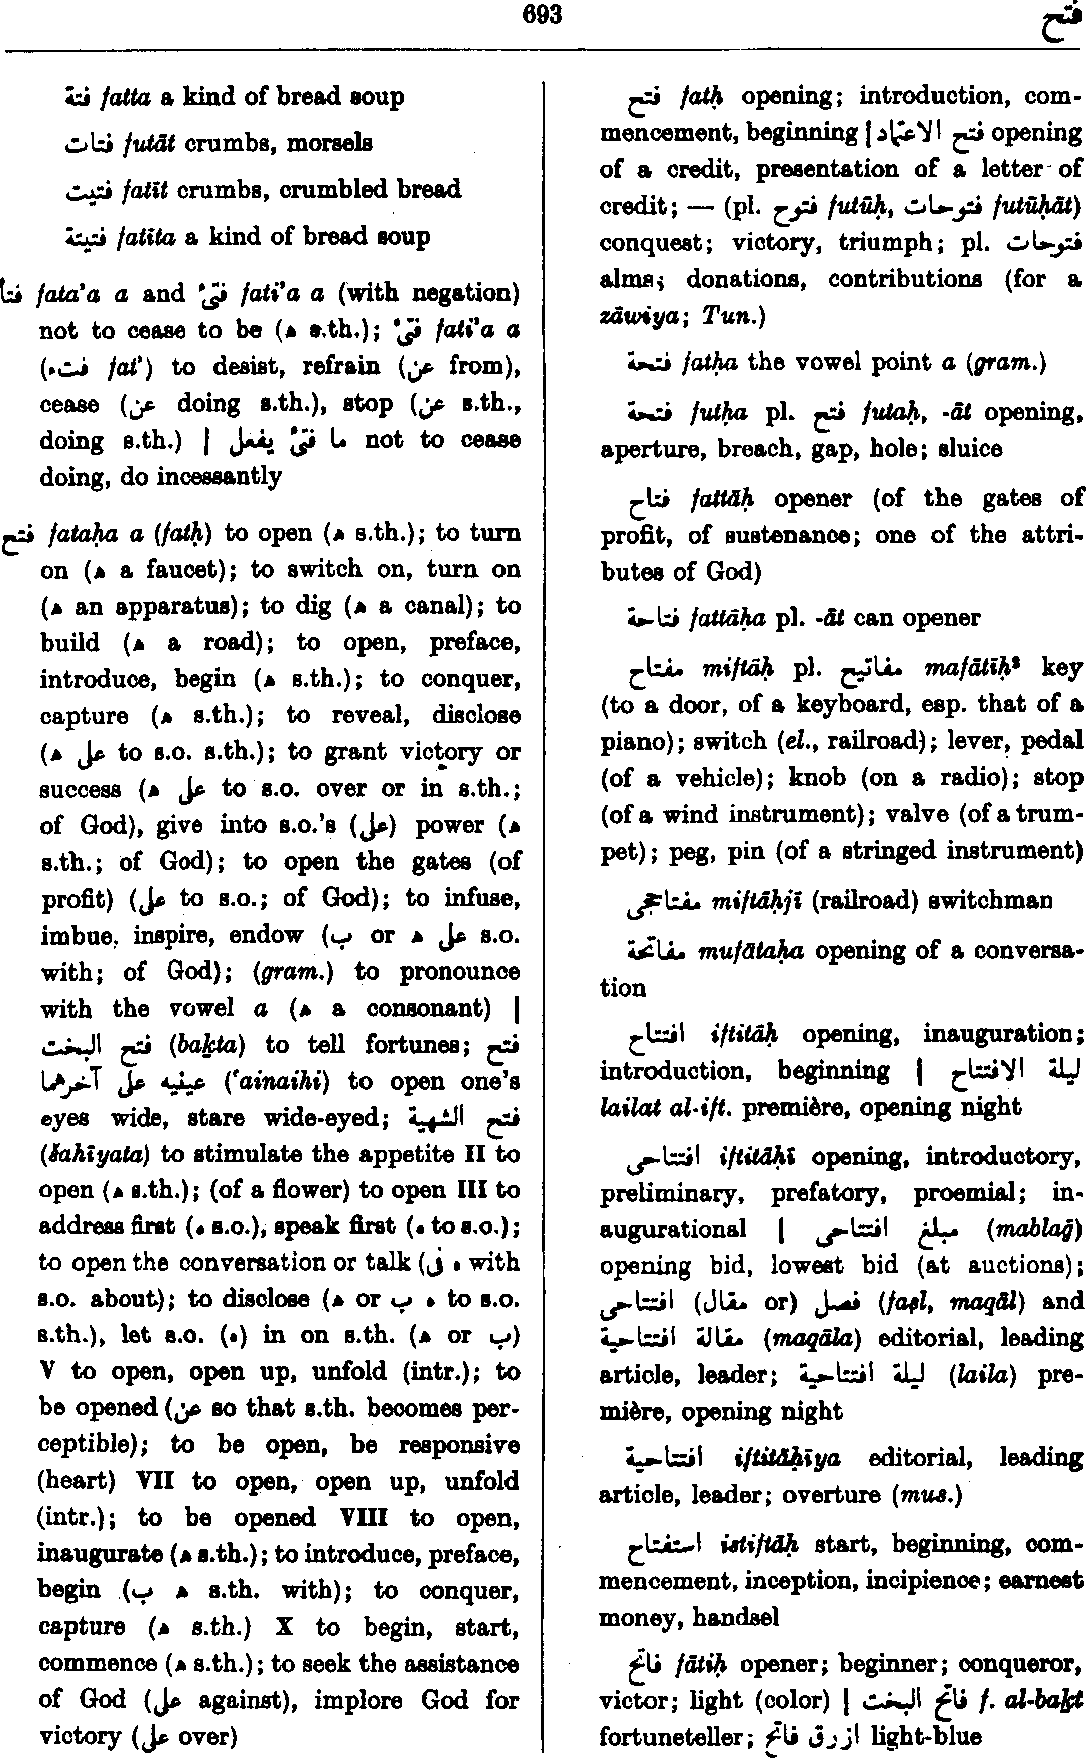 693
فتح
فتة fatta a kind of bread soup
فتات futāt crumbs, morsels
فتيت fatīt crumbs, crumbled bread
فتيتة fatīta a kind of bread soup
فتأ fata'a a and فتئ fati'a a (with negation)
not to cease to be (ه s.th.); فتئ fati'a a
(فتء fat') to desist, refrain (عن from),
cease (عن doing s.th.), stop (عن s.th.,
doing s.th.) | ما فتئ يفعل not to cease
doing, do incessantly
فتح fataḥa a (fatḥ) to open (ه s.th.); to turn
on (ه a faucet); to switch on, turn on
(ه an apparatus); to dig (ه a canal); to
build (ه a road); to open, preface,
introduce, begin (ه s.th.); to conquer,
capture (ه s.th.); to reveal, disclose
(ه على to s.o. s.th.); to grant victory or
success (ه على to s.o. over or in s.th.;
of God), give into s.o.'s (على) power (ه
s.th.; of God); to open the gates (of
profit) (على to s.o.; of God); to infuse,
imbue, inspire, endow (ب or ه على s.o.
with; of God); (gram.) to pronounce
with the vowel a (ه a consonant) |
فتح البخت (baḵta) to tell fortunes; فتح
عينيه على آخرهما ('ainaihi) to open one's
eyes wide, stare wide-eyed; فتح الشهية
(šahīyata) to stimulate the appetite II to
open (ه s.th.); (of a flower) to open III to
address first (ه s.o.), speak first (ه to s.o.);
to open the conversation or talk (ه فى with
s.o. about); to disclose (ه or ب ه to s.o.
s.th.), let s.o. (ه) in on s.th. (ه or ب)
V to open, open up, unfold (intr.); to
be opened (عن so that s.th. becomes per-
ceptible); to be open, be responsive
(heart) VII to open, open up, unfold
(intr.); to be opened VIII to open,
inaugurate (ه s.th.); to introduce, preface,
begin (ب ه s.th. with); to conquer,
capture (ه s.th.) X to begin, start,
commence (ه s.th.); to seek the assistance
of God (على against), implore God for
victory (على over)
فتح fatḥ opening; introduction, com-
mencement, beginning | فتح الاعتماد opening
of a credit, presentation of a letter of
credit; — (pl. فتوح futūḥ, فتوحات futūḥāt)
conquest; victory, triumph; pl. فتوحات
alms; donations, contributions (for a
zāwiya; Tun.)
فتحة fatḥa the vowel point a (gram.)
فتحة futḥa pl. فتح futaḥ, -āt opening,
aperture, breach, gap, hole; sluice
فتاح fattāḥ opener (of the gates of
profit, of sustenance; one of the attri-
butes of God)
فتاحة fattāḥa pl. -āt can opener
مفتاح miftāḥ pl. مفاتيح mafātīḥ² key
(to a door, of a keyboard, esp. that of a
piano); switch (el., railroad); lever, pedal
(of a vehicle); knob (on a radio); stop
(of a wind instrument); valve (of a trum-
pet); peg, pin (of a stringed instrument)
مفتاحجى miftāḥjī (railroad) switchman
مفاتحة mufātaḥa opening of a conversa-
tion
افتتاح iftitāḥ opening, inauguration;
introduction, beginning | ليلة الافتتاح
lailat al-ift. première, opening night
افتتاحى iftitāḥī opening, introductory,
preliminary, prefatory, proemial; in-
augurational | مبلغ افتتاحى (mablaḡ)
opening bid, lowest bid (at auctions);
فصل (or مقال) افتتاحى (faṣl, maqāl) and
مقالة افتتاحية (maqāla) editorial, leading
article, leader; ليلة افتتاحية (laila) pre-
mière, opening night
افتتاحية iftitāḥīya editorial, leading
article, leader; overture (mus.)
استفتاح istiftāḥ start, beginning, com-
mencement, inception, incipience; earnest
money, handsel
فاتح fātiḥ opener; beginner; conqueror,
victor; light (color) | فاتح البخت f. al-baḵt
fortuneteller; ازرق فاتح light-blue